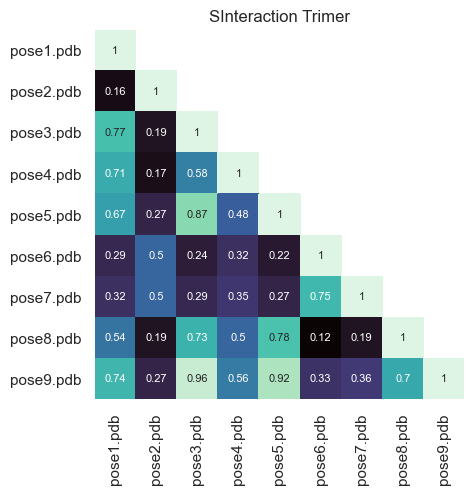 SInteraction Trimer
pose1.pdb 1
pose2.pdb 0.16 1
pose3.pdb 0.77 0.19 1
pose4.pdb 0.71 0.17 0.58 1
pose5.pdb 0.67 0.27 0.87 0.48 1
pose6.pdb 0.29 0.5 0.24 0.32 0.22 1
pose7.pdb 0.32 0.5 0.29 0.35 0.27 0.75 1
pose8.pdb 0.54 0.19 0.73 0.5 0.78 0.12 0.19 1
pose9.pdb 0.74 0.27 0.96 0.56 0.92 0.33 0.36 0.7 1
pose1.pdb pose2.pdb pose3.pdb pose4.pdb pose5.pdb pose6.pdb pose7.pdb pose8.pdb pose9.pdb